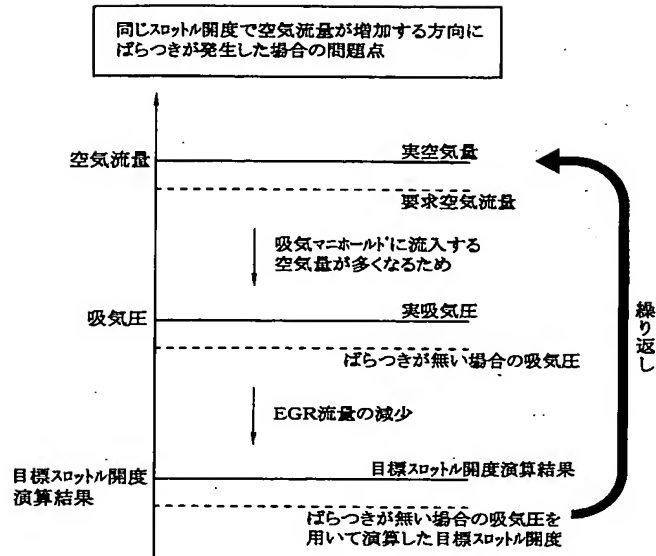 同じスロットル開度で空気流量が増加する方向に
ばらつきが発生した場合の問題点
空気流量
実空気量
要求空気流量
吸気マニホールドに流入する
空気量が多くなるため
吸気圧
実吸気圧
ばらつきが無い場合の吸気圧
EGR流量の減少
目標スロットル開度
演算結果
目標スロットル開度演算結果
ばらつきが無い場合の吸気圧を
用いて演算した目標スロットル開度
繰り返し